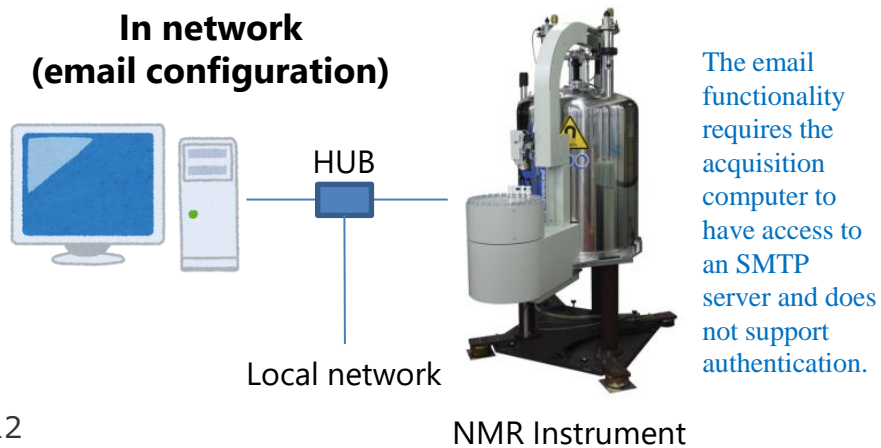 In network
(email configuration)
The email
functionality
requires the
acquisition
computer to
have access to
an SMTP
server and does
not support
authentication.
HUB
Local network
NMR Instrument